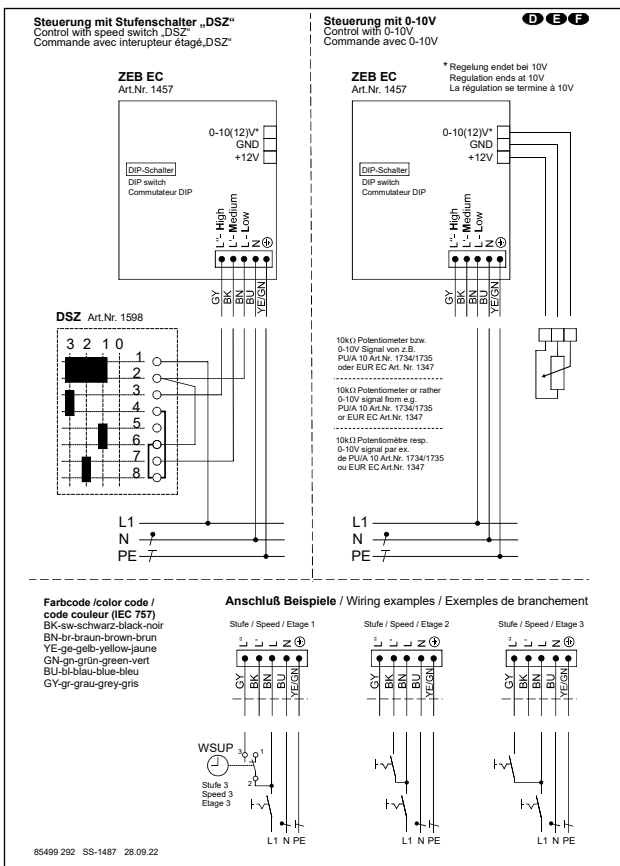 Steuerung mit Stufenschalter „DSZ“
Control with speed switch „DSZ“
Commande avec interupteur étagé„DSZ“
ZEB EC
Art.Nr. 1457
0-10(12)V*
GND
+12V
DIP-Schalter
DIP switch
Commutateur DIP
L''- High
L'- Medium
L - Low
N
GY
BK
BN
BU
YE/GN
DSZ Art.Nr. 1598
3 2 1 0
1
2
3
4
5
6
7
8
L1
N
PE
Steuerung mit 0-10V
Control with 0-10V
Commande avec 0-10V
D E F
* Regelung endet bei 10V
Regulation ends at 10V
La régulation se termine à 10V
ZEB EC
Art.Nr. 1457
0-10(12)V*
GND
+12V
DIP-Schalter
DIP switch
Commutateur DIP
L''- High
L'- Medium
L - Low
N
GY
BK
BN
BU
YE/GN
10kΩ Potentiometer bzw.
0-10V Signal von z.B.
PU/A 10 Art.Nr. 1734/1735
oder EUR EC Art. Nr. 1347
10kΩ Potentiometer or rather
0-10V signal from e.g.
PU/A 10 Art.Nr. 1734/1735
or EUR EC Art.Nr. 1347
10kΩ Potentiomètre resp.
0-10V signal par ex.
de PU/A 10 Art.Nr. 1734/1735
ou EUR EC Art.Nr. 1347
L1
N
PE
Farbcode /color code /
code couleur (IEC 757)
BK-sw-schwarz-black-noir
BN-br-braun-brown-brun
YE-ge-gelb-yellow-jaune
GN-gn-grün-green-vert
BU-bl-blau-blue-bleu
GY-gr-grau-grey-gris
Anschluß Beispiele / Wiring examples / Exemples de branchement
Stufe / Speed / Etage 1
L'' L' L N
GY BK BN BU YE/GN
WSUP
3 1
2
Stufe 3
Speed 3
Etage 3
L1 N PE
Stufe / Speed / Etage 2
L'' L' L N
GY BK BN BU YE/GN
L1 N PE
Stufe / Speed / Etage 3
L'' L' L N
GY BK BN BU YE/GN
L1 N PE
85499 292 SS-1487 28.09.22